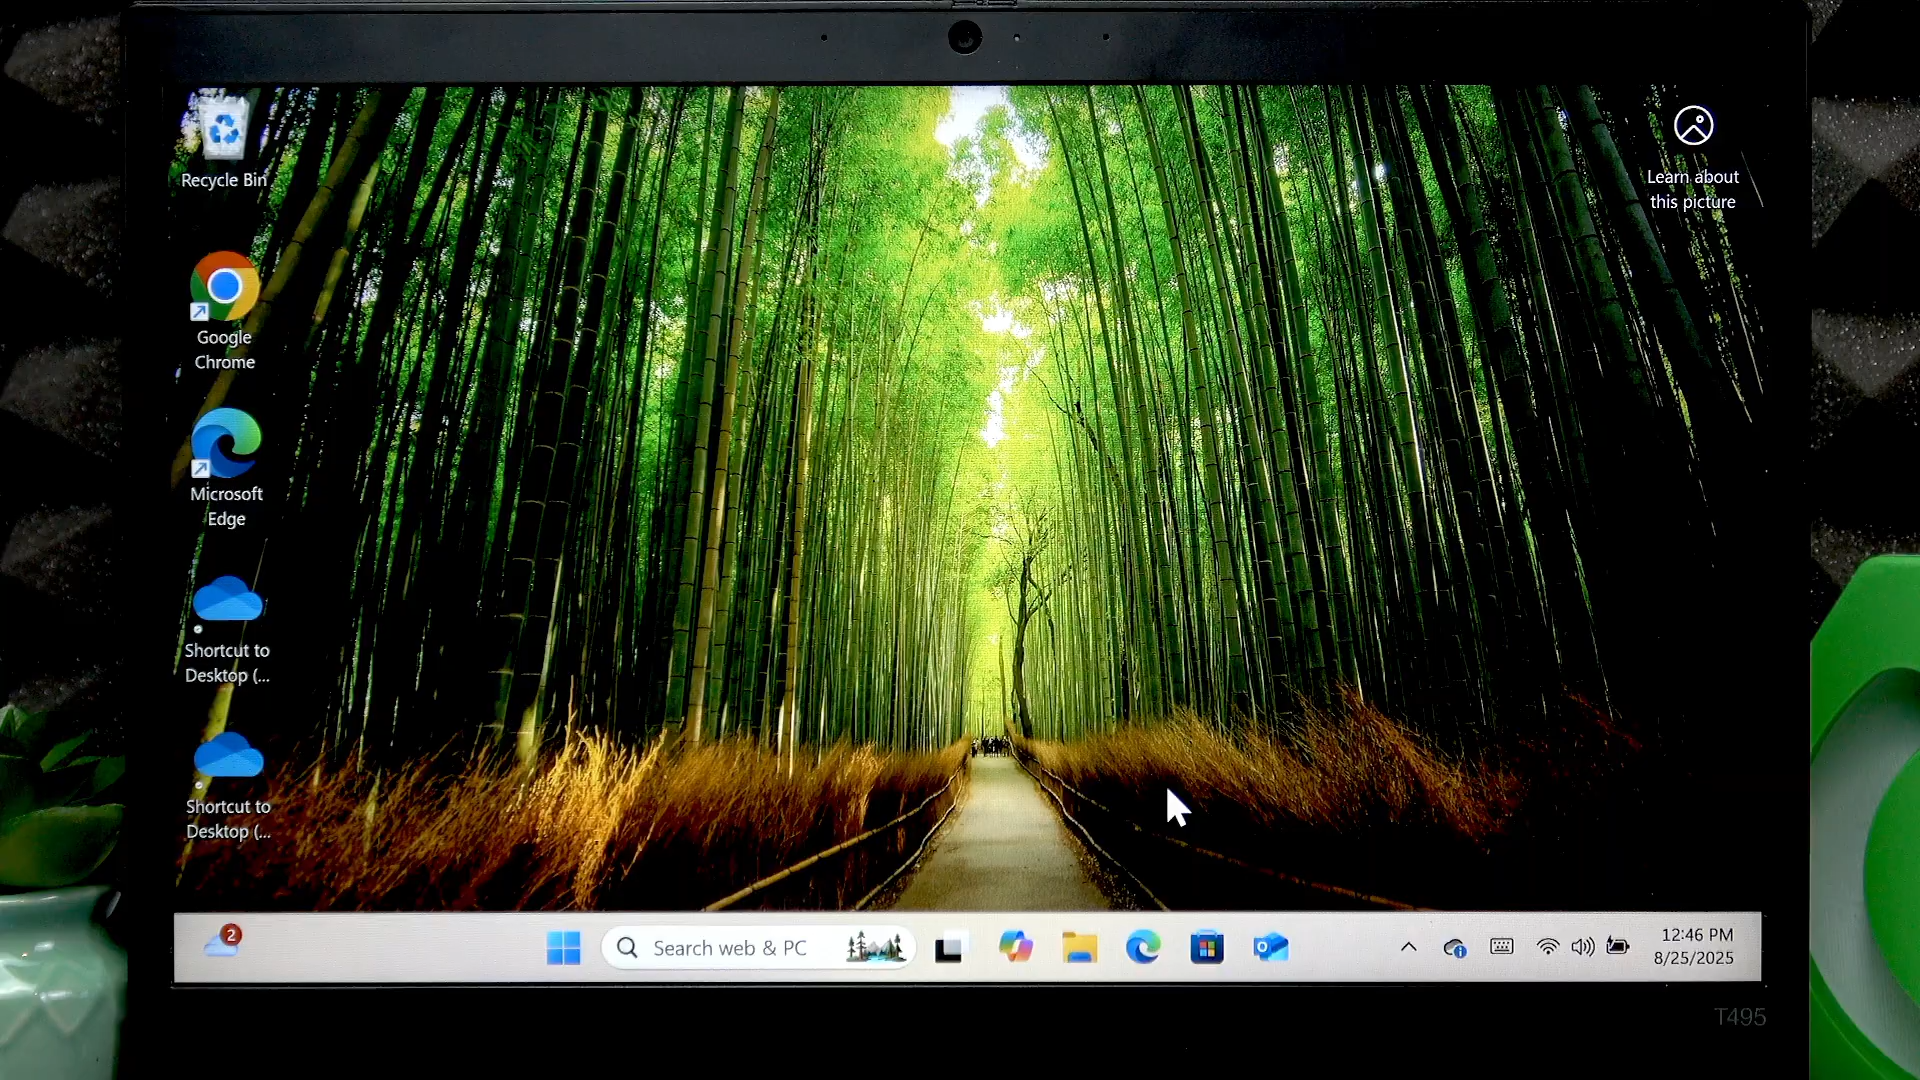 Recycle Bin
Learn about
this picture
Google
Chrome
Microsoft
Edge
Shortcut to
Desktop (...
Shortcut to
Desktop (...
2
Search web & PC
12:46 PM
8/25/2025
T495